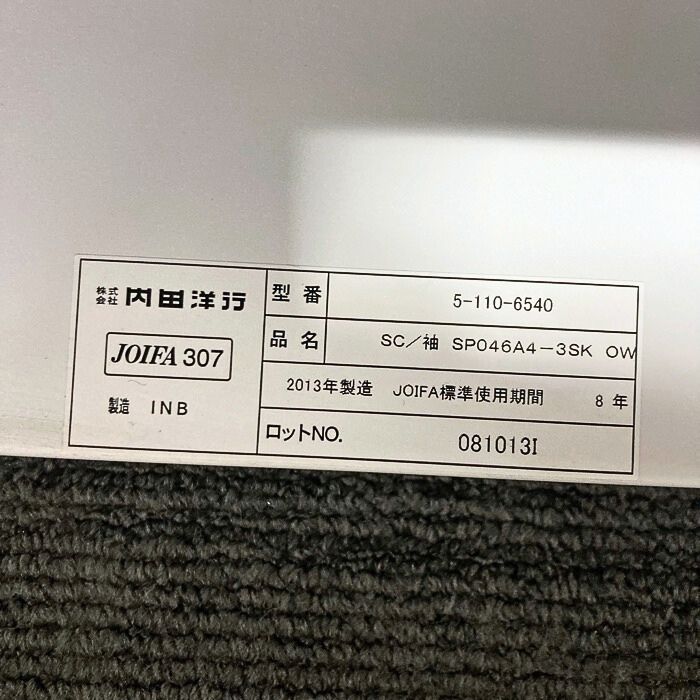 株式会社 内田洋行
JOIFA 307
製造 INB
型番 5-110-6540
品名 SC／袖 SP046A4－3SK OW
2013年製造 JOIFA標準使用期間 8年
ロットNO. 081013I